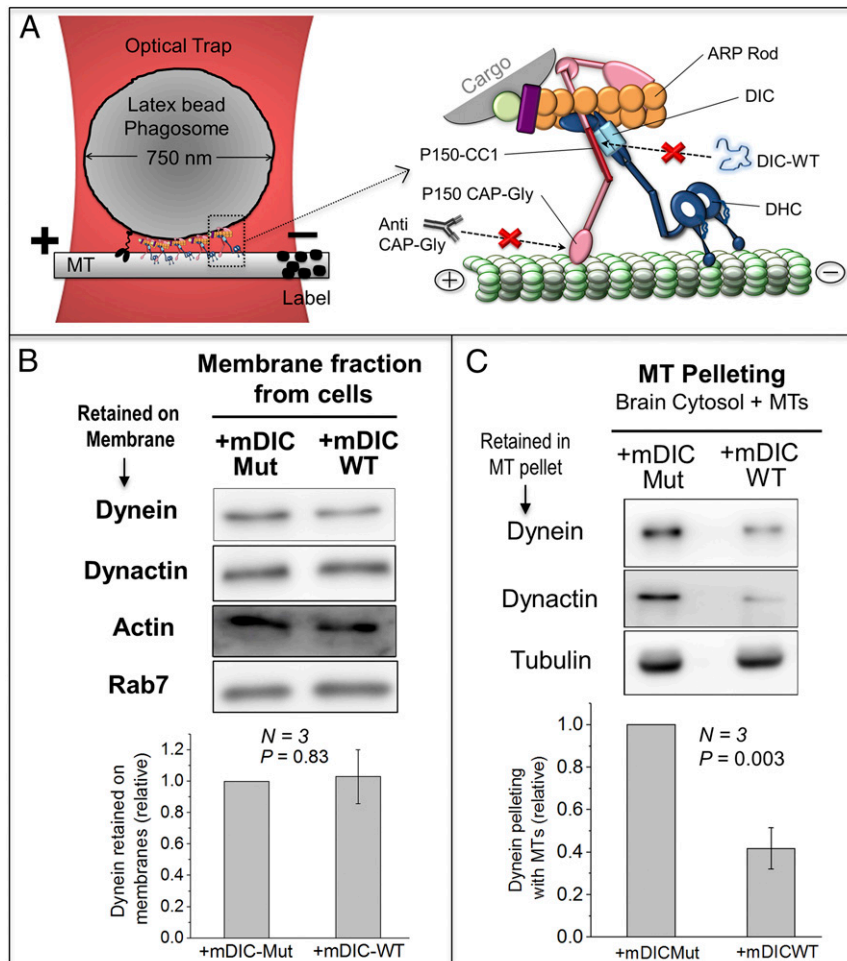 A
Optical Trap
Latex bead
Phagosome
750 nm
+
−
MT
Label
Cargo
ARP Rod
DIC
P150-CC1
DIC-WT
P150 CAP-Gly
DHC
Anti
CAP-Gly
+
−
B
Membrane fraction
from cells
Retained on
Membrane
+mDIC
Mut
+mDIC
WT
Dynein
Dynactin
Actin
Rab7
N = 3
P = 0.83
Dynein retained on
membranes (relative)
1.2
1.0
0.8
0.6
0.4
0.2
0.0
+mDIC-Mut
+mDIC-WT
C
MT Pelleting
Brain Cytosol + MTs
Retained in
MT pellet
+mDIC
Mut
+mDIC
WT
Dynein
Dynactin
Tubulin
N = 3
P = 0.003
Dynein pelleting
with MTs (relative)
1.0
0.8
0.6
0.4
0.2
0.0
+mDICMut
+mDICWT